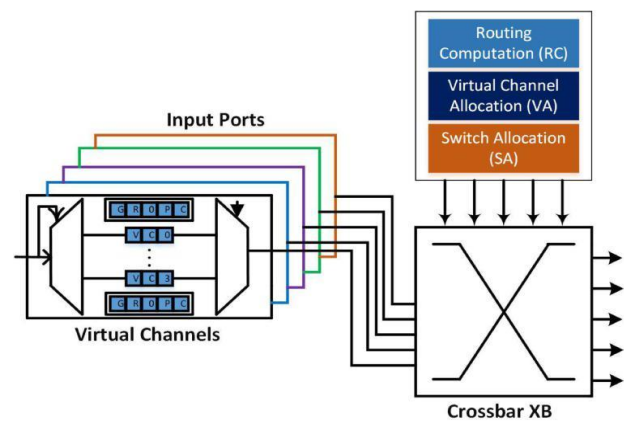 Routing
Computation (RC)
Virtual Channel
Allocation (VA)
Switch Allocation
(SA)
Input Ports
G R O P C
V C 0
V C 3
G R O P C
Virtual Channels
Crossbar XB